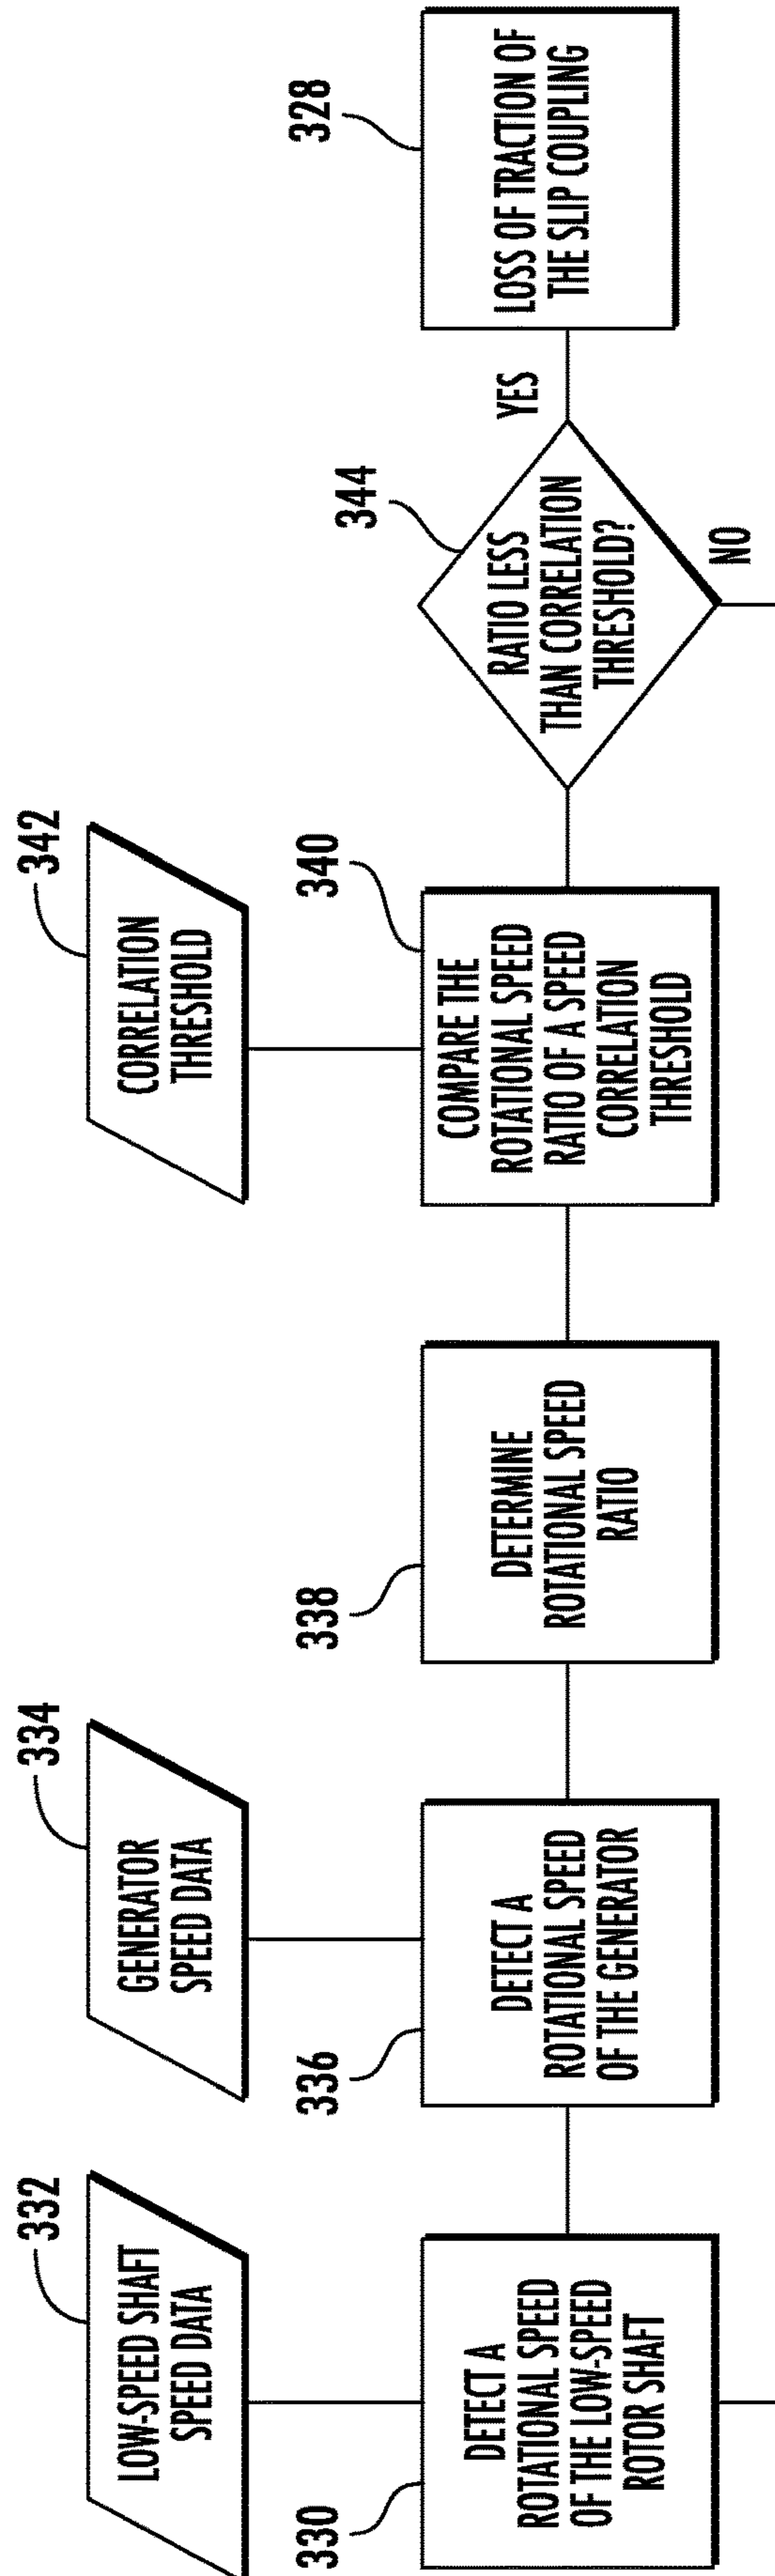 332
LOW-SPEED SHAFT
SPEED DATA
334
GENERATOR
SPEED DATA
342
CORRELATION
THRESHOLD
330
DETECT A
ROTATIONAL SPEED
OF THE LOW-SPEED
ROTOR SHAFT
336
DETECT A
ROTATIONAL SPEED
OF THE GENERATOR
338
DETERMINE
ROTATIONAL SPEED
RATIO
340
COMPARE THE
ROTATIONAL SPEED
RATIO OF A SPEED
CORRELATION
THRESHOLD
344
RATIO LESS
THAN CORRELATION
THRESHOLD?
YES
NO
328
LOSS OF TRACTION OF
THE SLIP COUPLING